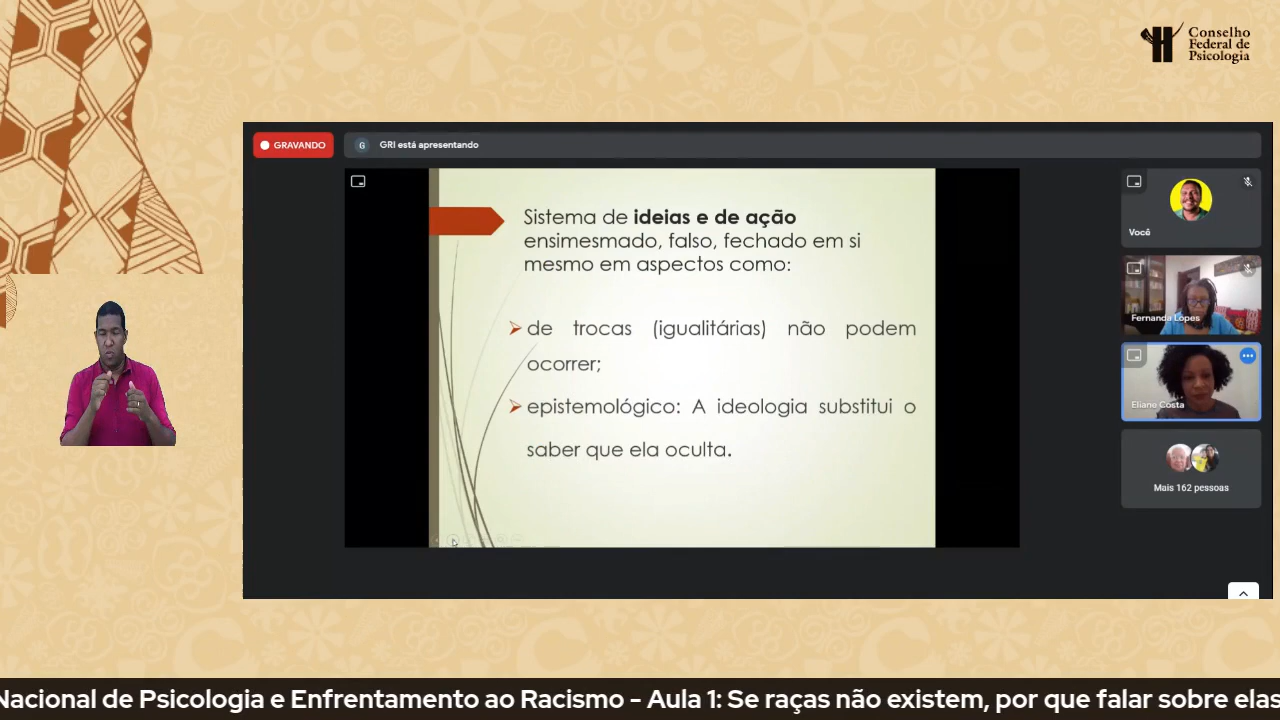 Conselho
Federal de
Psicologia
GRAVANDO
G GRI está apresentando
Sistema de ideias e de ação
ensimesmado, falso, fechado em si
mesmo em aspectos como:
de trocas (igualitárias) não podem
ocorrer;
epistemológico: A ideologia substitui o
saber que ela oculta.
Você
Fernanda Lopes
Eliane Costa
Mais 162 pessoas
Nacional de Psicologia e Enfrentamento ao Racismo - Aula 1: Se raças não existem, por que falar sobre elas